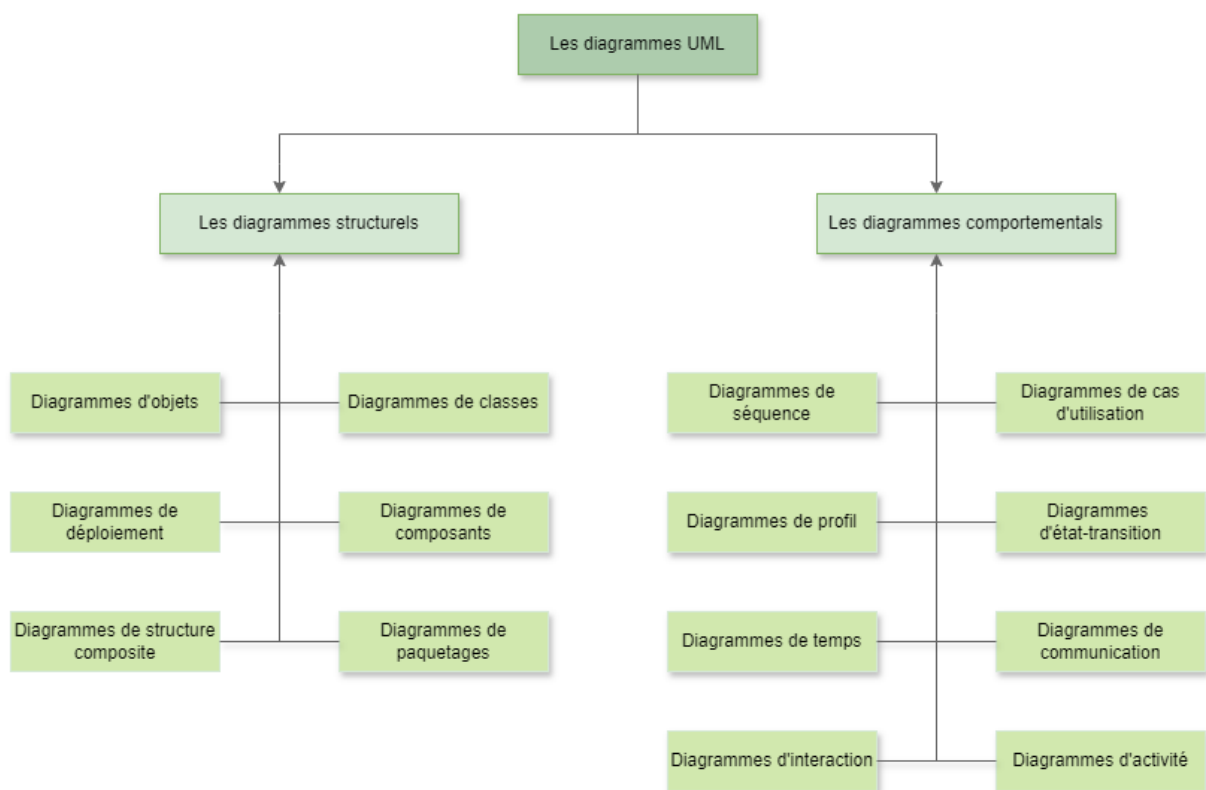 Les diagrammes UML
Les diagrammes structurels
Les diagrammes comportementals
Diagrammes d'objets
Diagrammes de classes
Diagrammes de
séquence
Diagrammes de cas
d'utilisation
Diagrammes de
déploiement
Diagrammes de
composants
Diagrammes de profil
Diagrammes
d'état-transition
Diagrammes de structure
composite
Diagrammes de
paquetages
Diagrammes de temps
Diagrammes de
communication
Diagrammes d'interaction
Diagrammes d'activité